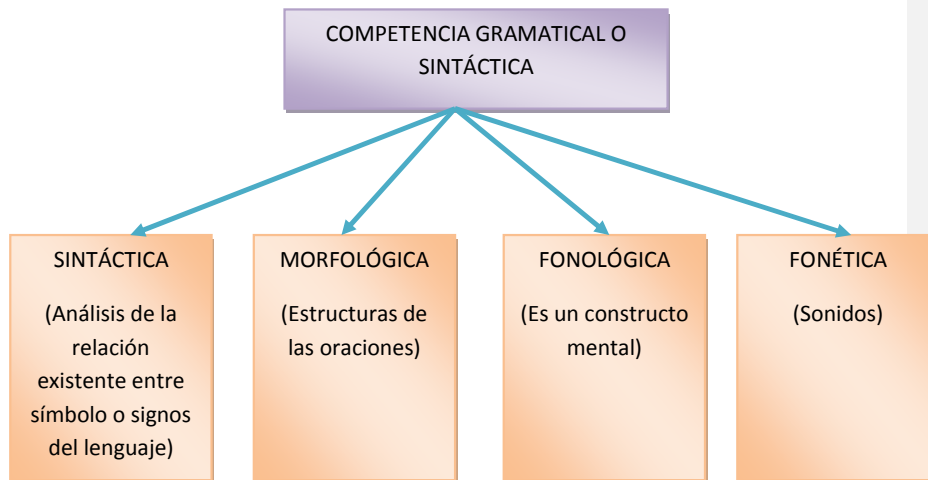 COMPETENCIA GRAMATICAL O
SINTÁCTICA
SINTÁCTICA
(Análisis de la
relación
existente entre
símbolo o signos
del lenguaje)
MORFOLÓGICA
(Estructuras de
las oraciones)
FONOLÓGICA
(Es un constructo
mental)
FONÉTICA
(Sonidos)